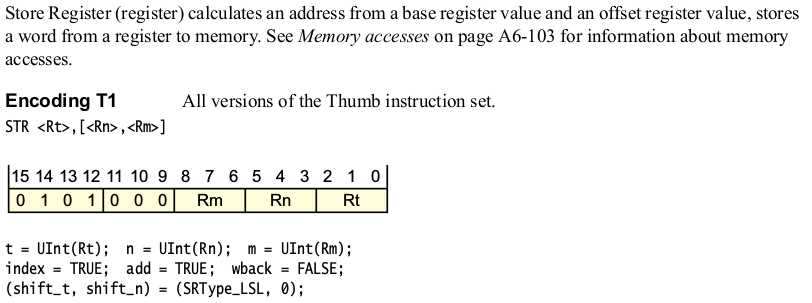 Store Register (register) calculates an address from a base register value and an offset register value, stores
a word from a register to memory. See Memory accesses on page A6-103 for information about memory
accesses.
Encoding T1 All versions of the Thumb instruction set.
STR <Rt>,[<Rn>,<Rm>]
15 14 13 12 11 10 9 8 7 6 5 4 3 2 1 0
0 1 0 1 0 0 0 Rm Rn Rt
t = UInt(Rt); n = UInt(Rn); m = UInt(Rm);
index = TRUE; add = TRUE; wback = FALSE;
(shift_t, shift_n) = (SRType_LSL, 0);